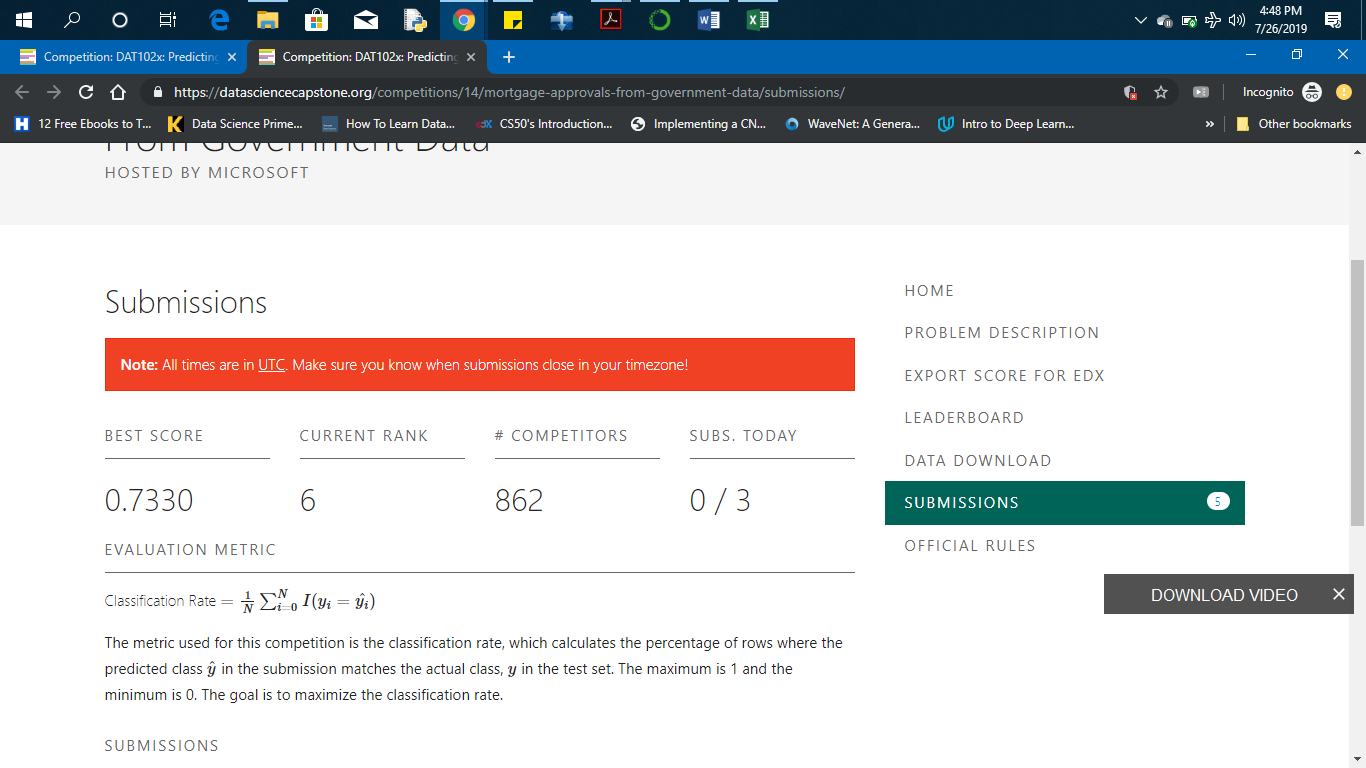 4:48 PM
7/26/2019
Competition: DAT102x: Predicting
Competition: DAT102x: Predicting
https://datasciencecapstone.org/competitions/14/mortgage-approvals-from-government-data/submissions/
Incognito
12 Free Ebooks to T...
Data Science Prime...
How To Learn Data...
CS50's Introduction...
Implementing a CN...
WaveNet: A Genera...
Intro to Deep Learn...
»
Other bookmarks
From Government Data
HOSTED BY MICROSOFT
Submissions
Note: All times are in UTC. Make sure you know when submissions close in your timezone!
BEST SCORE
CURRENT RANK
# COMPETITORS
SUBS. TODAY
0.7330
6
862
0 / 3
EVALUATION METRIC
Classification Rate = 1/N ∑_{i=0}^{N} I(y_i = ŷ_i)
The metric used for this competition is the classification rate, which calculates the percentage of rows where the
predicted class ŷ in the submission matches the actual class, y in the test set. The maximum is 1 and the
minimum is 0. The goal is to maximize the classification rate.
SUBMISSIONS
HOME
PROBLEM DESCRIPTION
EXPORT SCORE FOR EDX
LEADERBOARD
DATA DOWNLOAD
SUBMISSIONS 5
OFFICIAL RULES
DOWNLOAD VIDEO